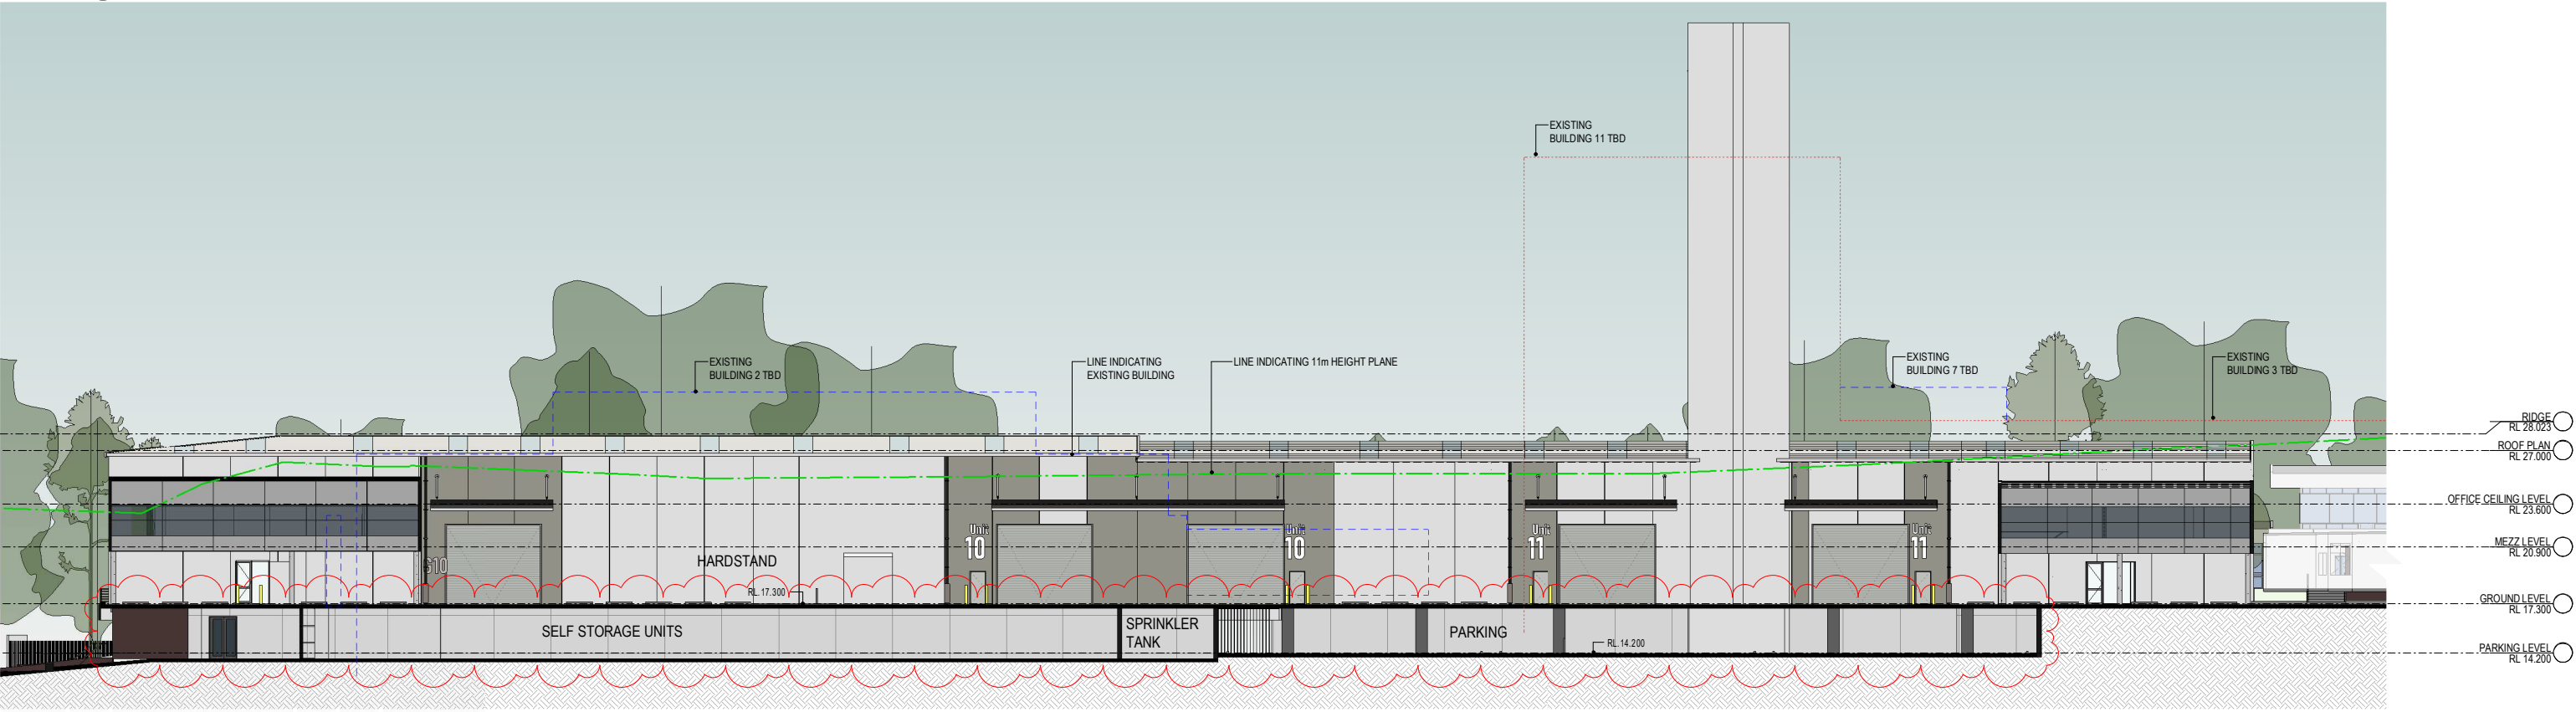 EXISTING
BUILDING 11 TBD
EXISTING
BUILDING 2 TBD
LINE INDICATING
EXISTING BUILDING
LINE INDICATING 11m HEIGHT PLANE
EXISTING
BUILDING 7 TBD
EXISTING
BUILDING 3 TBD
RIDGE
RL 28.023
ROOF PLAN
RL 27.000
OFFICE CEILING LEVEL
RL 23.600
MEZZ LEVEL
RL 20.900
GROUND LEVEL
RL 17.300
PARKING LEVEL
RL 14.200
Unit
10
Unit
10
Unit
11
Unit
11
HARDSTAND
RL.17.300
SELF STORAGE UNITS
SPRINKLER
TANK
PARKING
RL.14.200